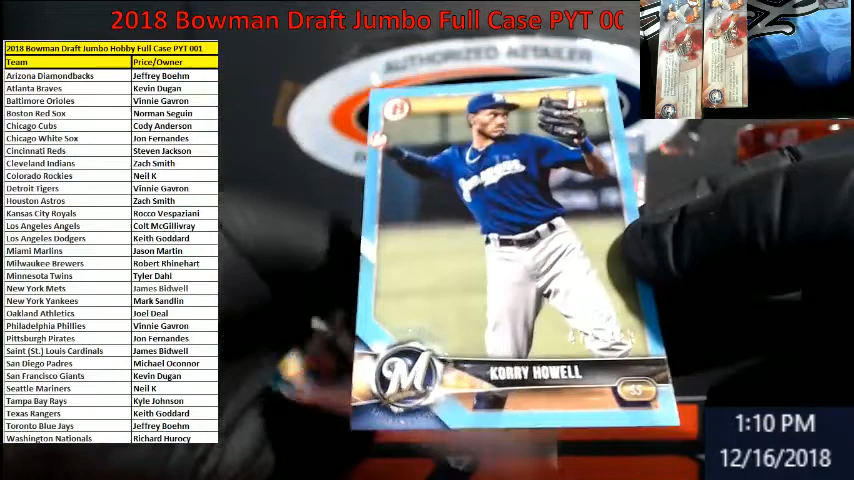 2018 Bowman Draft Jumbo Full Case PYT 00
2018 Bowman Draft Jumbo Hobby Full Case PYT 001
Team Price/Owner
Arizona Diamondbacks Jeffrey Boehm
Atlanta Braves Kevin Dugan
Baltimore Orioles Vinnie Gavron
Boston Red Sox Norman Seguin
Chicago Cubs Cody Anderson
Chicago White Sox Jon Fernandes
Cincinnati Reds Steven Jackson
Cleveland Indians Zach Smith
Colorado Rockies Neil K
Detroit Tigers Vinnie Gavron
Houston Astros Zach Smith
Kansas City Royals Rocco Vespaziani
Los Angeles Angels Colt McGillivray
Los Angeles Dodgers Keith Goddard
Miami Marlins Jason Martin
Milwaukee Brewers Robert Rhinehart
Minnesota Twins Tyler Dahl
New York Mets James Bidwell
New York Yankees Mark Sandlin
Oakland Athletics Joel Deal
Philadelphia Phillies Vinnie Gavron
Pittsburgh Pirates Jon Fernandes
Saint (St.) Louis Cardinals James Bidwell
San Diego Padres Michael Oconnor
San Francisco Giants Kevin Dugan
Seattle Mariners Neil K
Tampa Bay Rays Kyle Johnson
Texas Rangers Keith Goddard
Toronto Blue Jays Jeffrey Boehm
Washington Nationals Richard Hurocy
AUTHORIZED RETAILER
1ST
M
KORRY HOWELL
SS
1:10 PM
12/16/2018